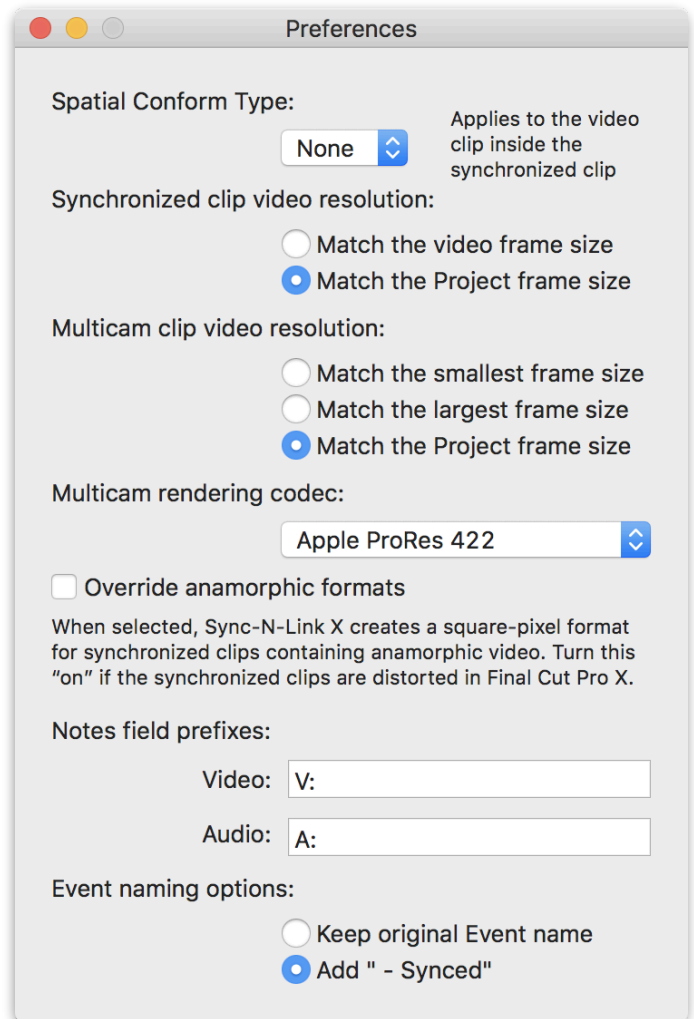 Preferences
Spatial Conform Type:
None
Applies to the video
clip inside the
synchronized clip
Synchronized clip video resolution:
Match the video frame size
Match the Project frame size
Multicam clip video resolution:
Match the smallest frame size
Match the largest frame size
Match the Project frame size
Multicam rendering codec:
Apple ProRes 422
Override anamorphic formats
When selected, Sync-N-Link X creates a square-pixel format
for synchronized clips containing anamorphic video. Turn this
“on” if the synchronized clips are distorted in Final Cut Pro X.
Notes field prefixes:
Video: V:
Audio: A:
Event naming options:
Keep original Event name
Add " - Synced"